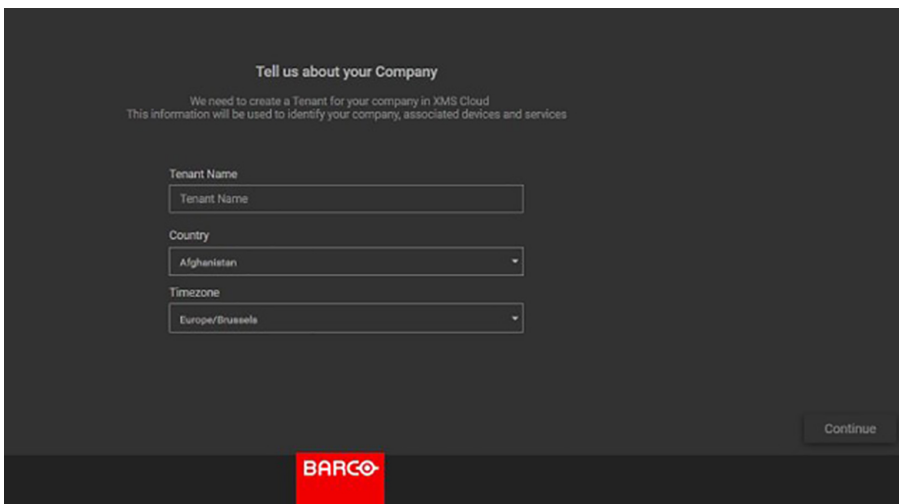 Tell us about your Company
We need to create a Tenant for your company in XMS Cloud
This information will be used to identify your company, associated devices and services
Tenant Name
Tenant Name
Country
Afghanistan
Timezone
Europe/Brussels
Continue
BARCO